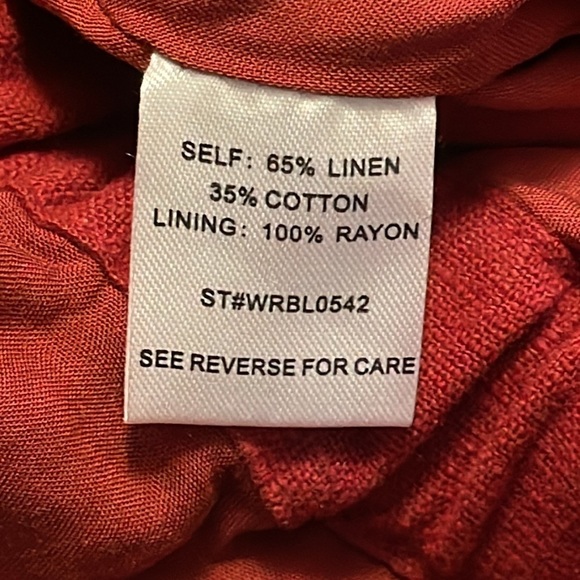 SELF: 65% LINEN
35% COTTON
LINING: 100% RAYON
ST#WRBL0542
SEE REVERSE FOR CARE